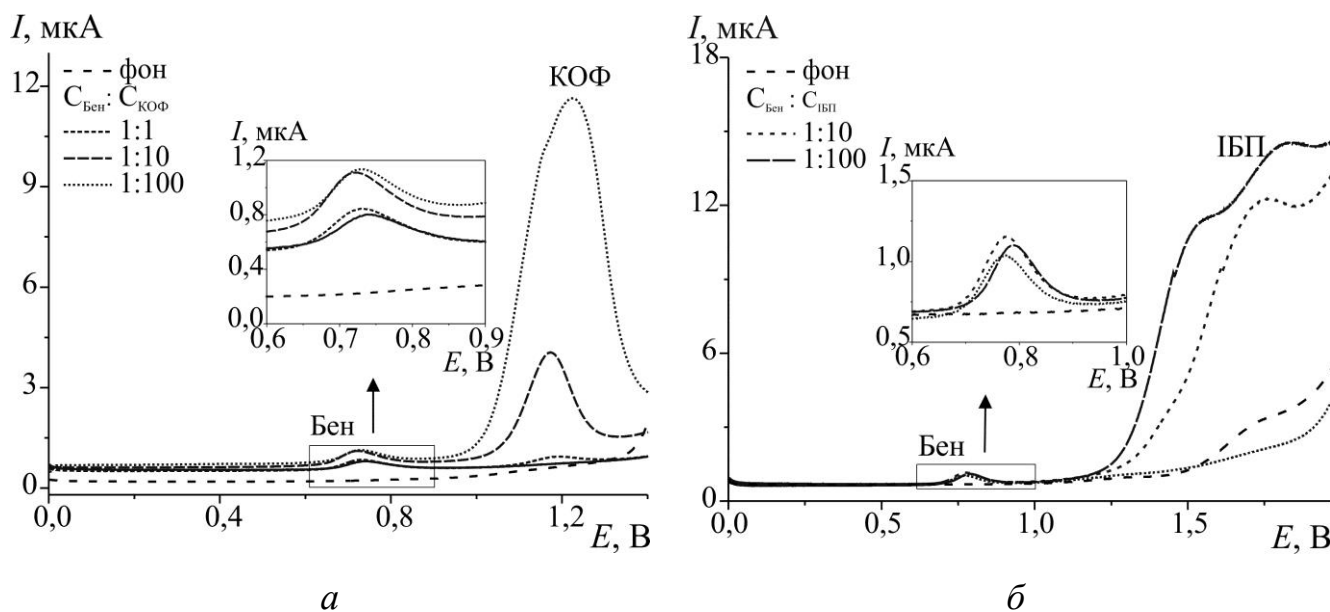 I, мкА
12
9
6
3
0
фон
CБен: CКОФ
1:1
1:10
1:100
КОФ
I, мкА
1,2
0,8
0,4
0,0
0,6
0,7
0,8
0,9
E, В
Бен
0,0
0,4
0,8
1,2
E, В
а
I, мкА
18
12
6
0
фон
CБен : CІБП
1:10
1:100
ІБП
I, мкА
1,5
1,0
0,5
0,6
0,8
1,0
E, В
Бен
0,0
0,5
1,0
1,5
E, В
б